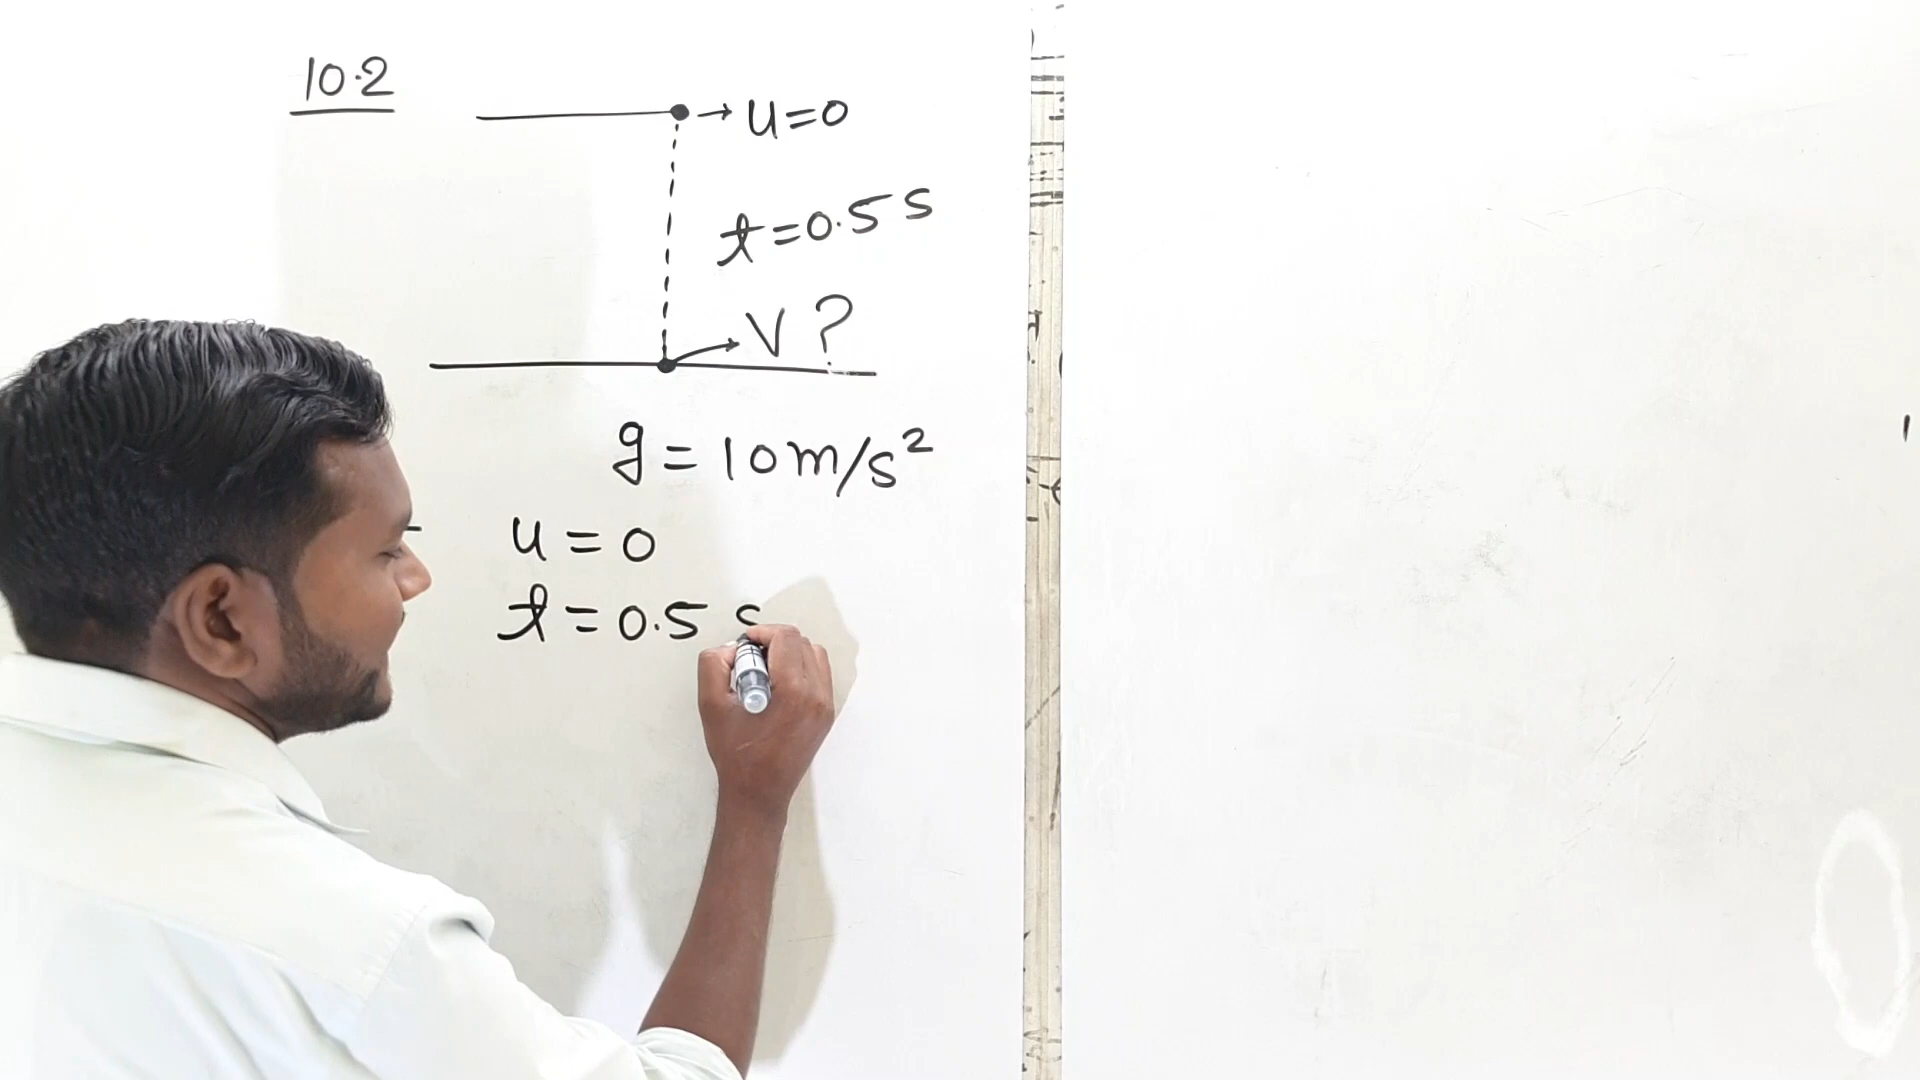 10.2
→ u=0
t=0.5 s
V ?
g = 10 m/s²
u = 0
t = 0.5 s